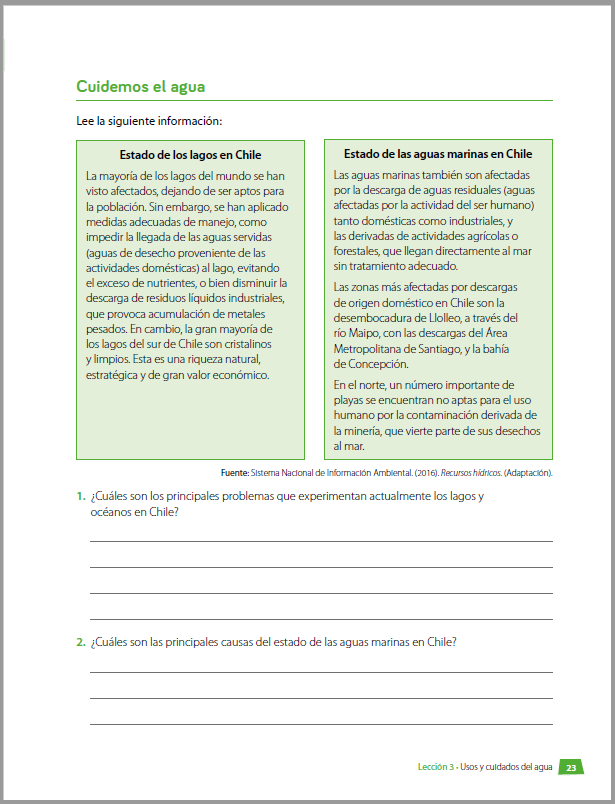 Cuidemos el agua
Lee la siguiente información:
Estado de los lagos en Chile
La mayoría de los lagos del mundo se han
visto afectados, dejando de ser aptos para
la población. Sin embargo, se han aplicado
medidas adecuadas de manejo, como
impedir la llegada de las aguas servidas
(aguas de desecho proveniente de las
actividades domésticas) al lago, evitando
el exceso de nutrientes, o bien disminuir la
descarga de residuos líquidos industriales,
que provoca acumulación de metales
pesados. En cambio, la gran mayoría de
los lagos del sur de Chile son cristalinos
y limpios. Esta es una riqueza natural,
estratégica y de gran valor económico.
Estado de las aguas marinas en Chile
Las aguas marinas también son afectadas
por la descarga de aguas residuales (aguas
afectadas por la actividad del ser humano)
tanto domésticas como industriales, y
las derivadas de actividades agrícolas o
forestales, que llegan directamente al mar
sin tratamiento adecuado.
Las zonas más afectadas por descargas
de origen doméstico en Chile son la
desembocadura de Llolleo, a través del
río Maipo, con las descargas del Área
Metropolitana de Santiago, y la bahía
de Concepción.
En el norte, un número importante de
playas se encuentran no aptas para el uso
humano por la contaminación derivada de
la minería, que vierte parte de sus desechos
al mar.
Fuente: Sistema Nacional de Información Ambiental. (2016). Recursos hídricos. (Adaptación).
1. ¿Cuáles son los principales problemas que experimentan actualmente los lagos y
océanos en Chile?
2. ¿Cuáles son las principales causas del estado de las aguas marinas en Chile?
Lección 3 • Usos y cuidados del agua 23